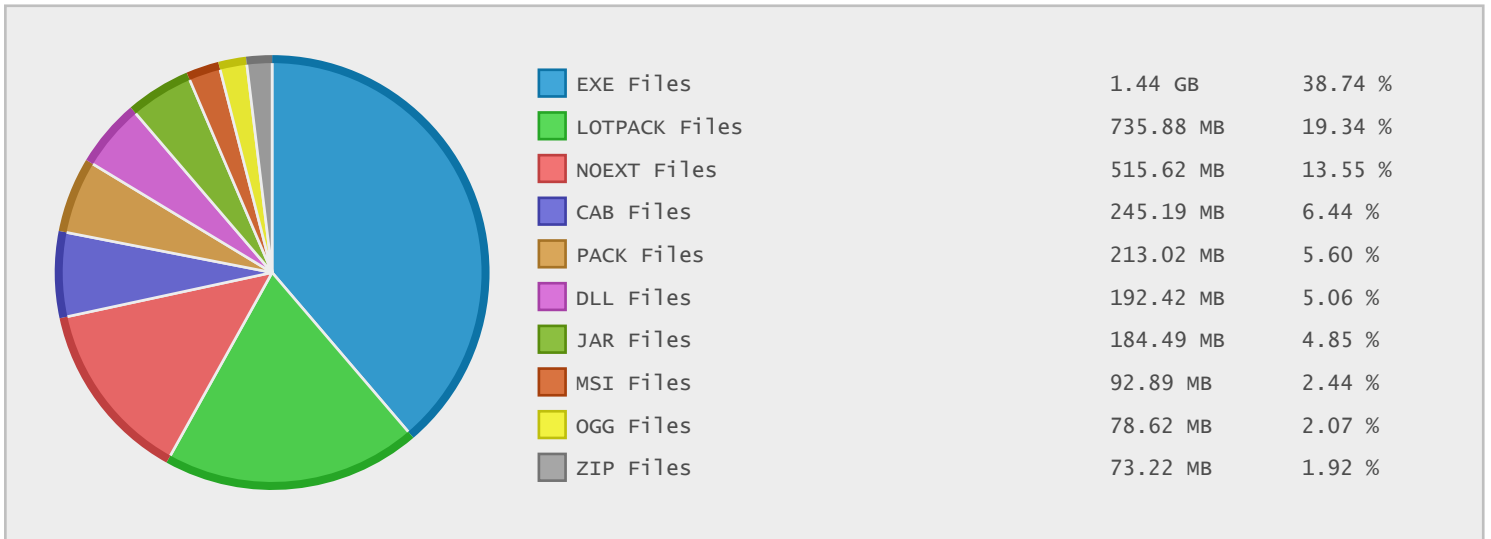 EXE Files 1.44 GB 38.74 %
LOTPACK Files 735.88 MB 19.34 %
NOEXT Files 515.62 MB 13.55 %
CAB Files 245.19 MB 6.44 %
PACK Files 213.02 MB 5.60 %
DLL Files 192.42 MB 5.06 %
JAR Files 184.49 MB 4.85 %
MSI Files 92.89 MB 2.44 %
OGG Files 78.62 MB 2.07 %
ZIP Files 73.22 MB 1.92 %